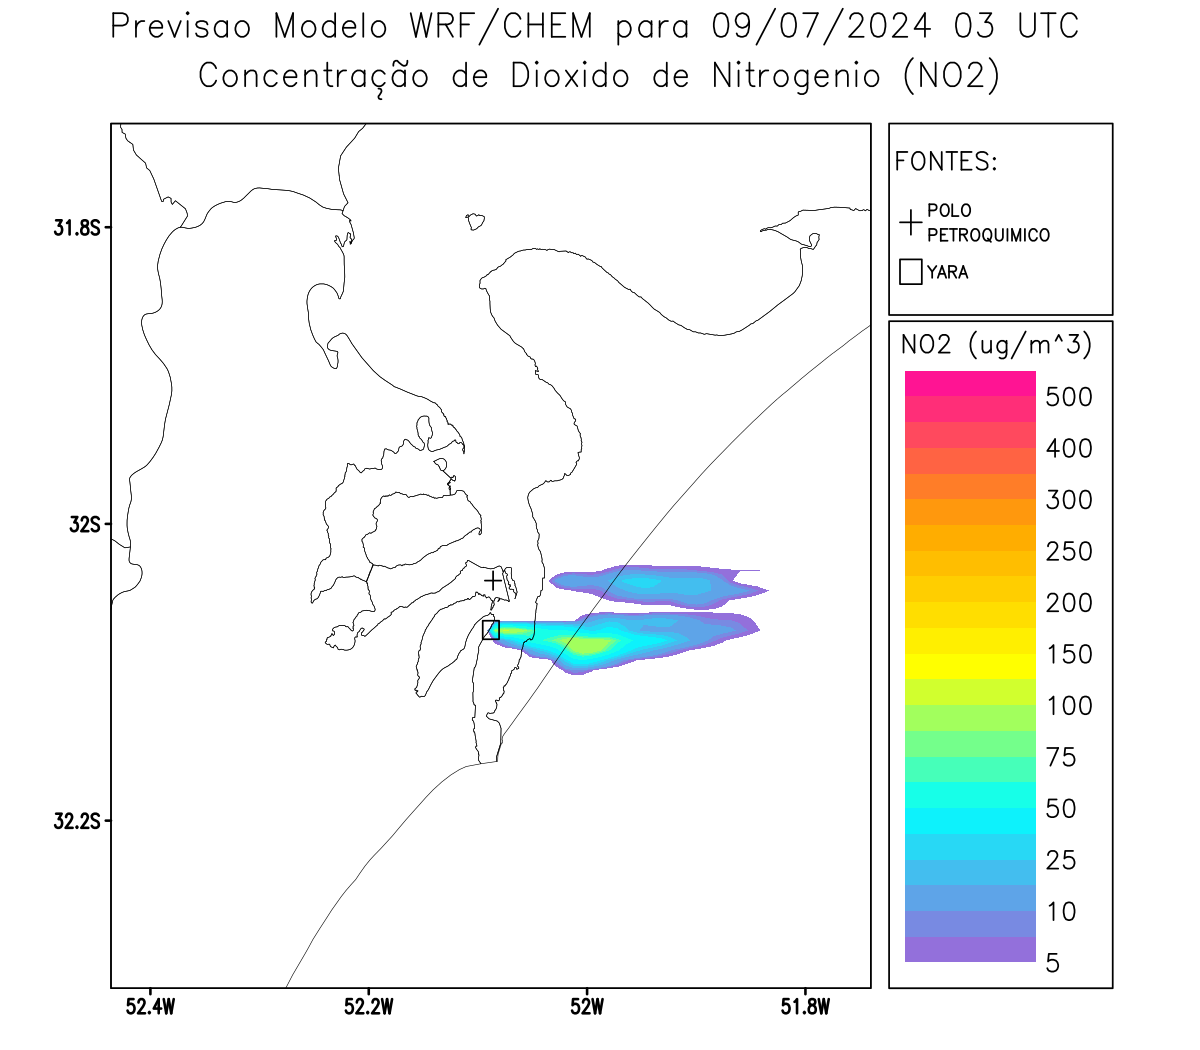 Previsao Modelo WRF/CHEM para 09/07/2024 03 UTC
Concentração de Dioxido de Nitrogenio (NO2)
FONTES:
POLO
PETROQUIMICO
YARA
NO2 (ug/m^3)
500
400
300
250
200
150
100
75
50
25
10
5
31.8S
32S
32.2S
52.4W
52.2W
52W
51.8W